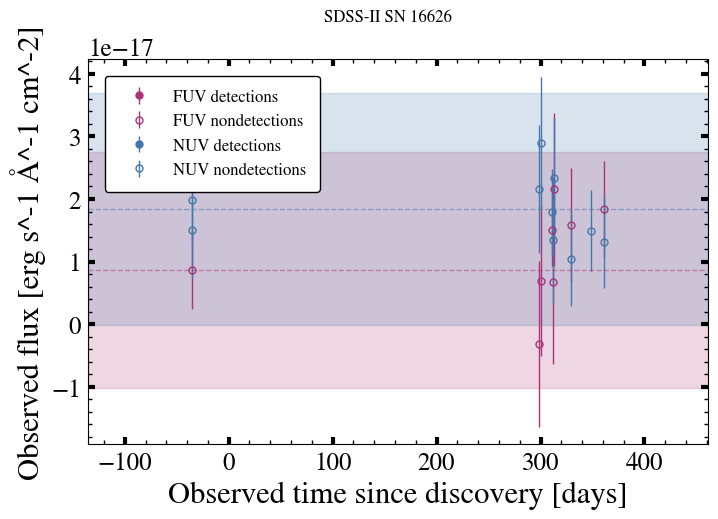 SDSS-II SN 16626
1e−17
Observed flux [erg s^-1 Å^-1 cm^-2]
4
3
2
1
0
−1
FUV detections
FUV nondetections
NUV detections
NUV nondetections
−100 0 100 200 300 400
Observed time since discovery [days]